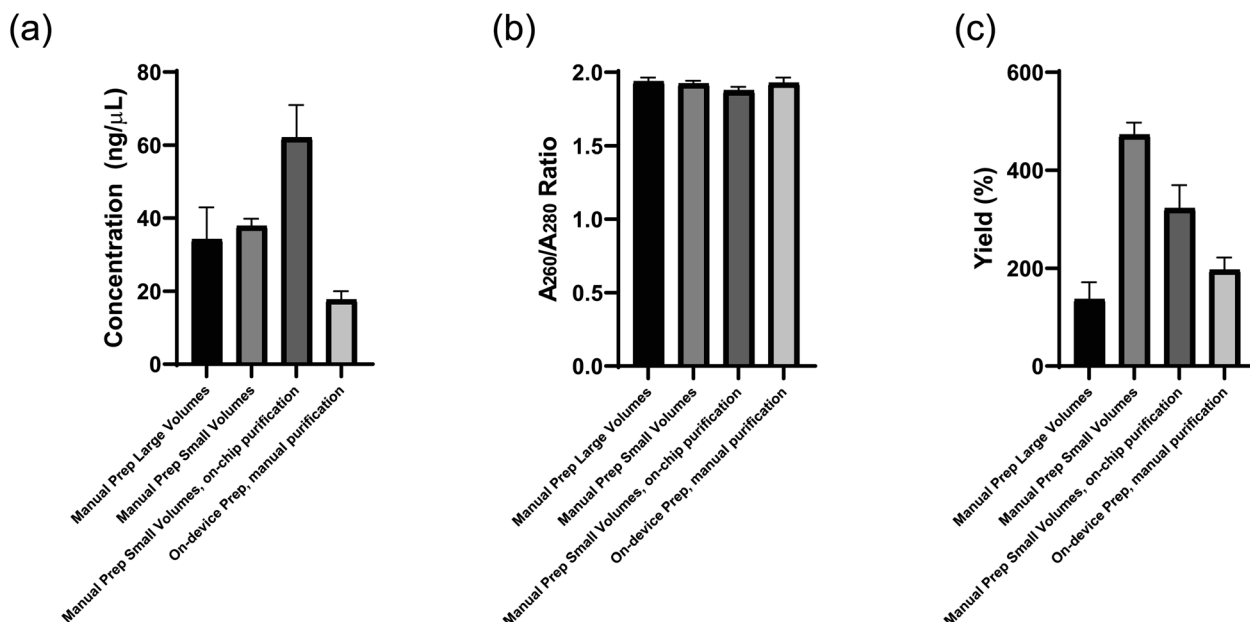 (a)
Concentration (ng/μL)
80
60
40
20
0
Manual Prep Large Volumes
Manual Prep Small Volumes
Manual Prep Small Volumes, on-chip purification
On-device Prep, manual purification
(b)
A260/A280 Ratio
2.0
1.5
1.0
0.5
0.0
Manual Prep Large Volumes
Manual Prep Small Volumes
Manual Prep Small Volumes, on-chip purification
On-device Prep, manual purification
(c)
Yield (%)
600
400
200
0
Manual Prep Large Volumes
Manual Prep Small Volumes
Manual Prep Small Volumes, on-chip purification
On-device Prep, manual purification